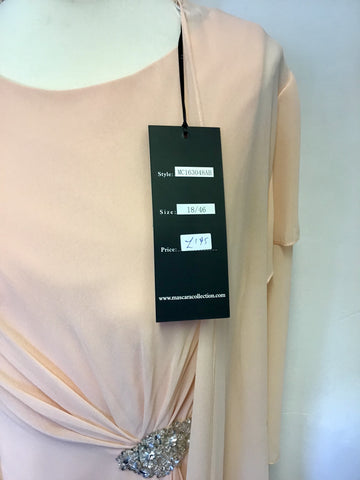 Style: MC163048AB
Size: 18/46
Price: £195
www.mascaracollection.com